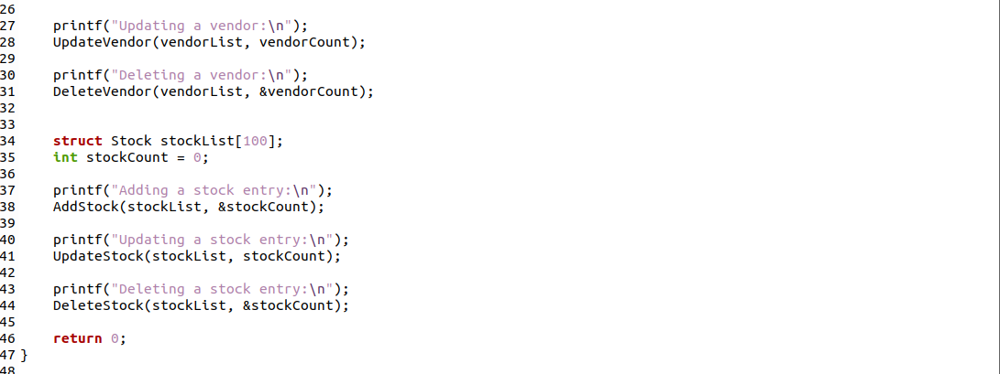 26
27     printf("Updating a vendor:\n");
28     UpdateVendor(vendorList, vendorCount);
29
30     printf("Deleting a vendor:\n");
31     DeleteVendor(vendorList, &vendorCount);
32
33
34     struct Stock stockList[100];
35     int stockCount = 0;
36
37     printf("Adding a stock entry:\n");
38     AddStock(stockList, &stockCount);
39
40     printf("Updating a stock entry:\n");
41     UpdateStock(stockList, stockCount);
42
43     printf("Deleting a stock entry:\n");
44     DeleteStock(stockList, &stockCount);
45
46     return 0;
47 }
48